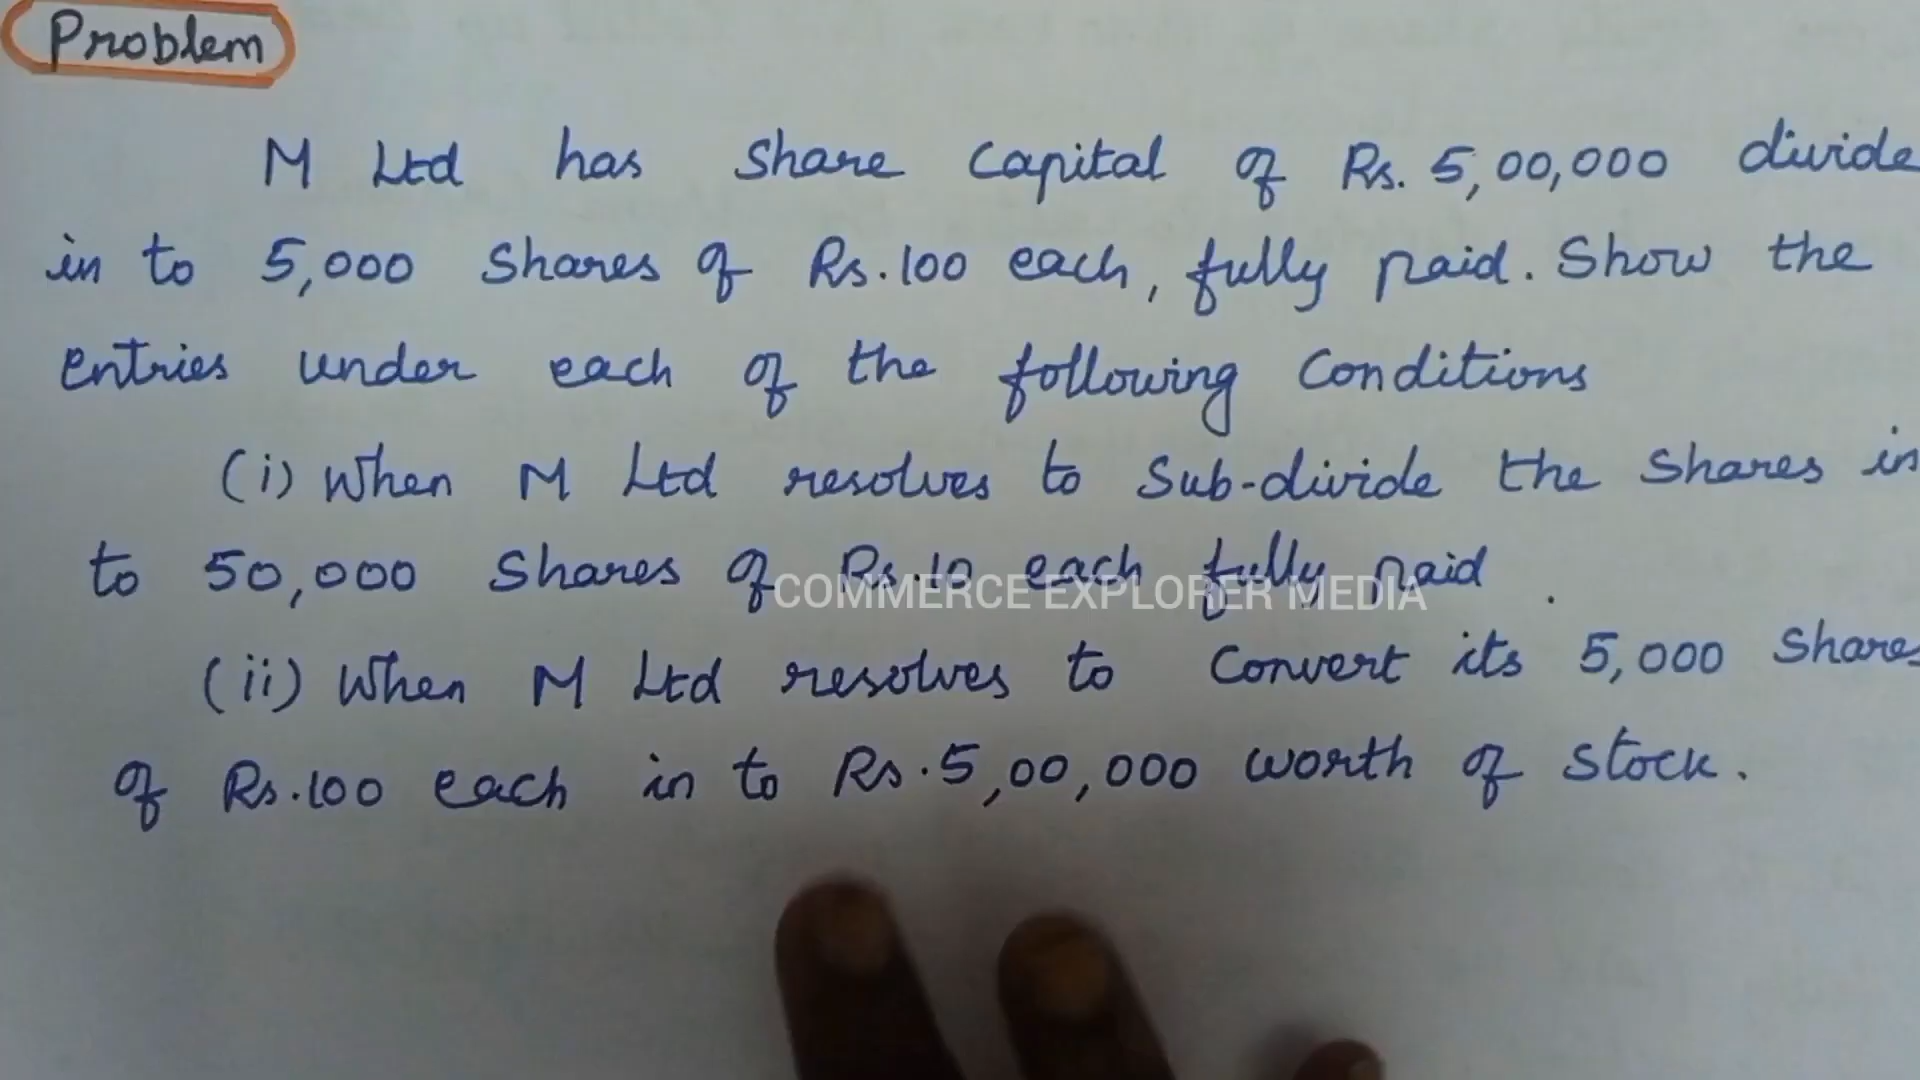 Problem
M Ltd has Share Capital of Rs. 5,00,000 divide
in to 5,000 Shares of Rs.100 each, fully paid. Show the
entries under each of the following Conditions
(i) When M Ltd resolves to Sub-divide the Shares in
to 50,000 Shares of Rs.10 each fully paid.
COMMERCE EXPLORER MEDIA
(ii) When M Ltd resolves to Convert its 5,000 Shares
of Rs.100 each in to Rs.5,00,000 worth of Stock.